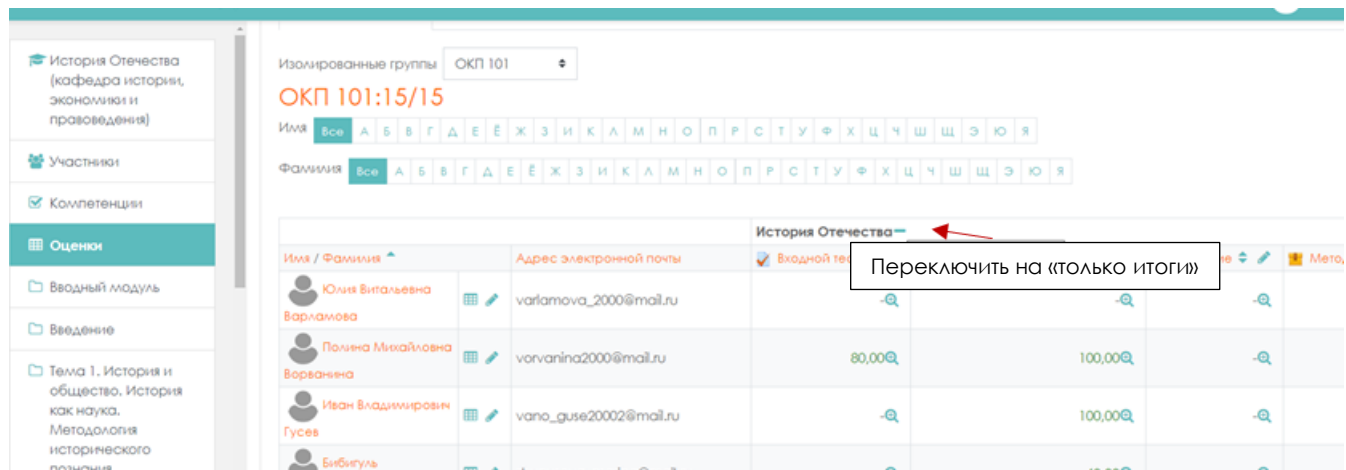 История Отечества
(кафедра истории,
экономики и
правоведения)
Участники
Компетенции
Оценки
Вводный модуль
Введение
Тема 1. История и
общество. История
как наука.
Методология
исторического
познания
Изолированные группы ОКП 101
ОКП 101:15/15
Имя Все А Б В Г Д Е Ё Ж З И К Л М Н О П Р С Т У Ф Х Ц Ч Ш Щ Э Ю Я
Фамилия Все А Б В Г Д Е Ё Ж З И К Л М Н О П Р С Т У Ф Х Ц Ч Ш Щ Э Ю Я
История Отечества
Переключить на «только итоги»
Имя / Фамилия Адрес электронной почты Входной
Юлия Витальевна
Варламова
varlamova_2000@mail.ru - - -
Полина Михайловна
Ворванина
vorvanina2000@mail.ru 80,00 100,00 -
Иван Владимирович
Гусев
vano_guse20002@mail.ru - 100,00 -
Бибигуль